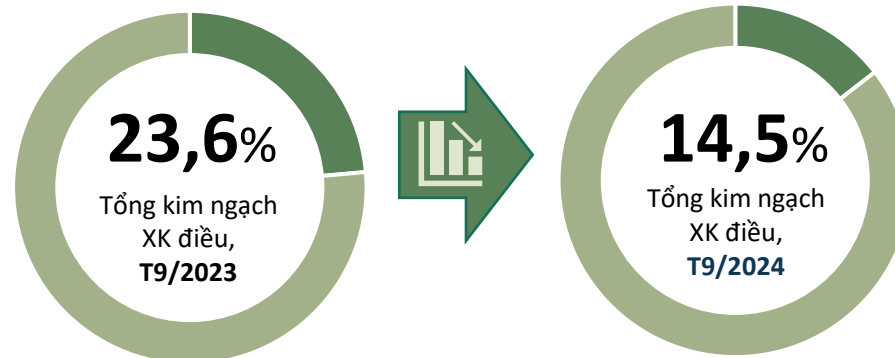 23,6%
Tổng kim ngạch
XK điều,
T9/2023
14,5%
Tổng kim ngạch
XK điều,
T9/2024